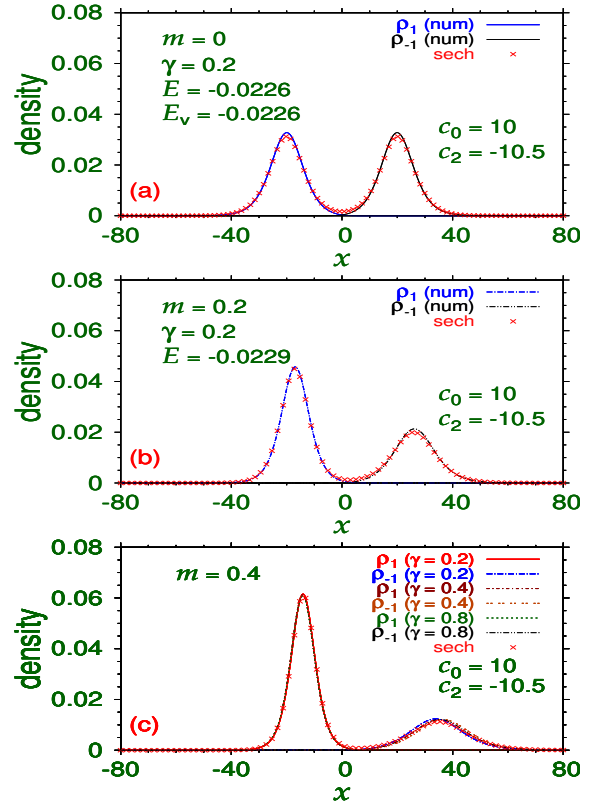 0.08
0.06
0.04
0.02
0
density
m = 0
γ = 0.2
E = -0.0226
E_v = -0.0226
ρ₁ (num)
ρ₋₁ (num)
sech
c₀ = 10
c₂ = -10.5
(a)
-80 -40 0 40 80
x
0.08
0.06
0.04
0.02
0
density
m = 0.2
γ = 0.2
E = -0.0229
ρ₁ (num)
ρ₋₁ (num)
sech
c₀ = 10
c₂ = -10.5
(b)
-80 -40 0 40 80
x
0.08
0.06
0.04
0.02
0
density
m = 0.4
ρ₁ (γ = 0.2)
ρ₋₁ (γ = 0.2)
ρ₁ (γ = 0.4)
ρ₋₁ (γ = 0.4)
ρ₁ (γ = 0.8)
ρ₋₁ (γ = 0.8)
sech
c₀ = 10
c₂ = -10.5
(c)
-80 -40 0 40 80
x